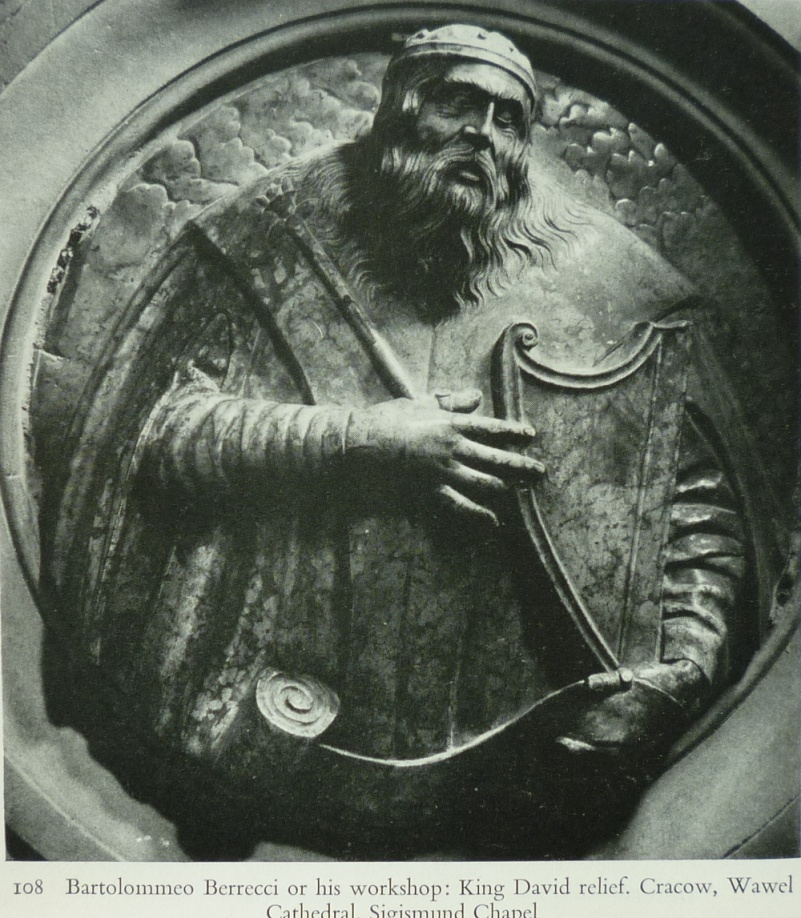 108 Bartolommeo Berrecci or his workshop: King David relief. Cracow, Wawel
Cathedral, Sigismund Chapel